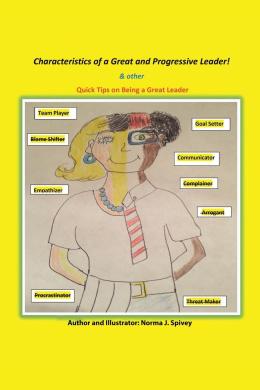 Characteristics of a Great and Progressive Leader!
& other
Quick Tips on Being a Great Leader
Team Player
Goal Setter
Blame Shifter
Communicator
Empathizer
Complainer
Arrogant
Procrastinator
Threat Maker
Author and Illustrator: Norma J. Spivey